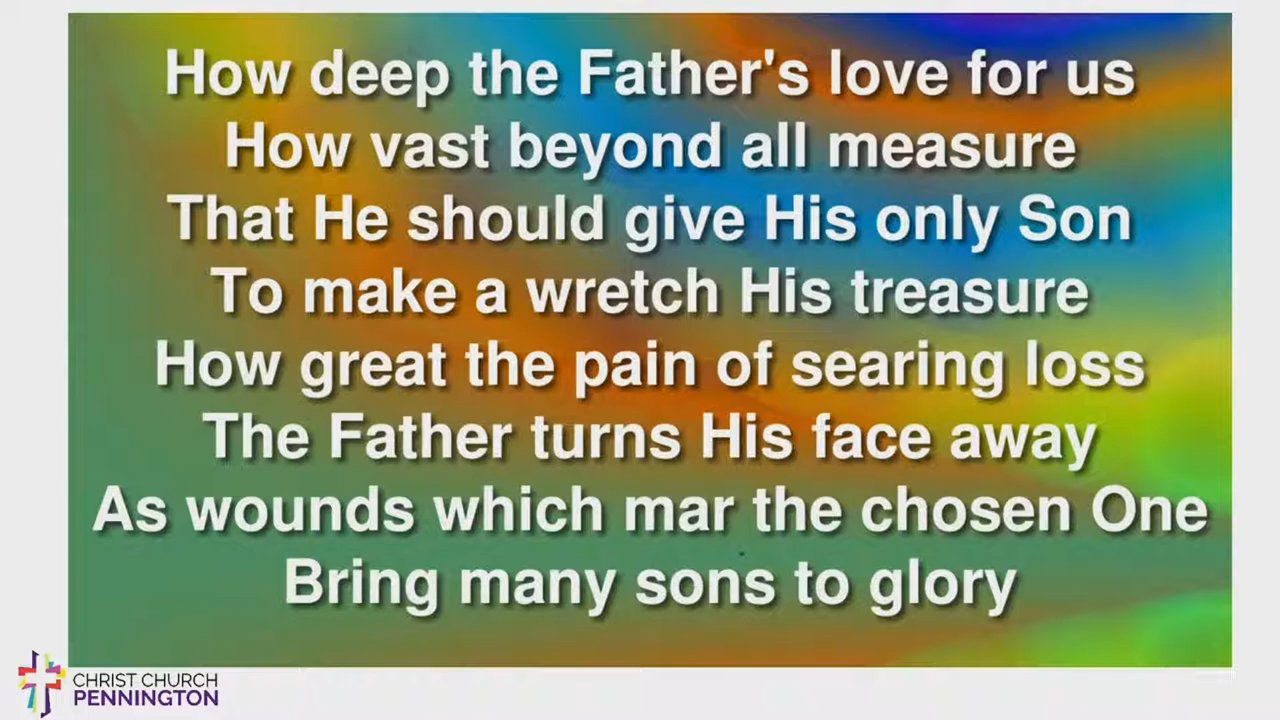 How deep the Father's love for us
How vast beyond all measure
That He should give His only Son
To make a wretch His treasure
How great the pain of searing loss
The Father turns His face away
As wounds which mar the chosen One
Bring many sons to glory
CHRIST CHURCH
PENNINGTON